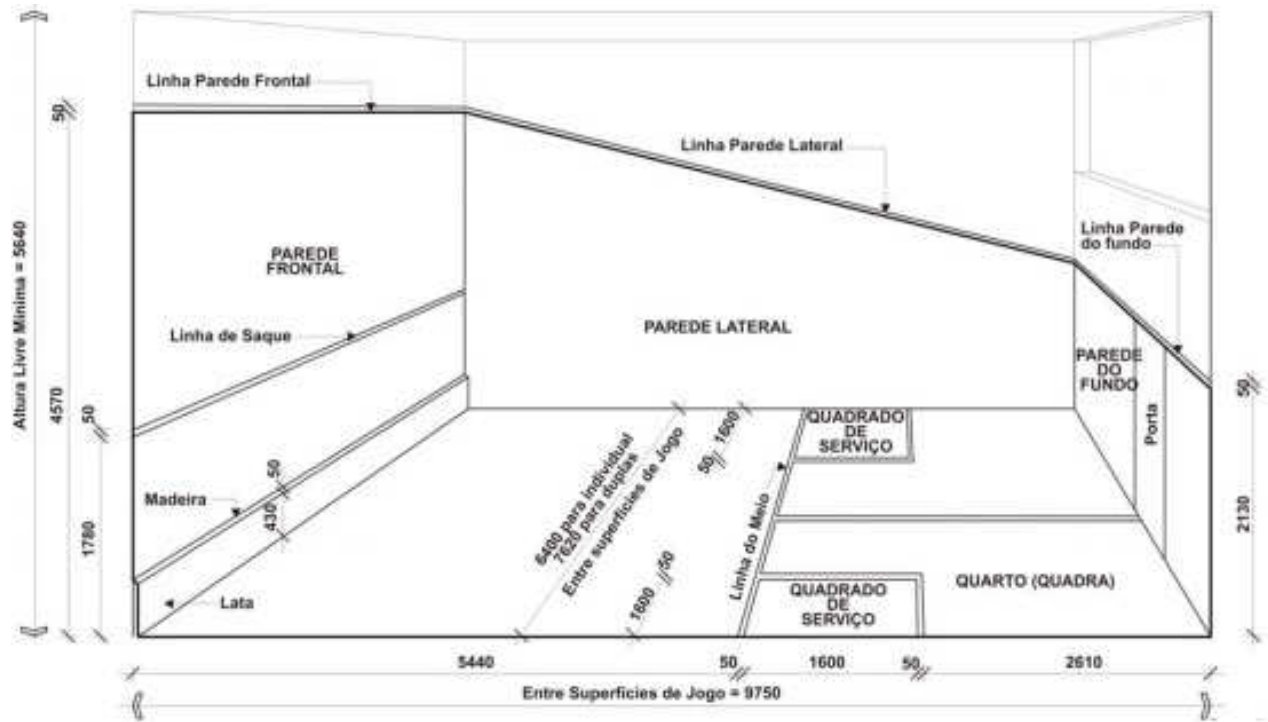 Linha Parede Frontal
50
Linha Parede Lateral
Linha Parede
do fundo
PAREDE
FRONTAL
Altura Livre Minima = 5640
Linha de Saque
PAREDE LATERAL
PAREDE
DO
FUNDO
Porta
50
4570
50
1780
50
430
Madeira
Lata
6400 para individual
7620 para duplas
Entre superfícies de Jogo
50
1600
1600
50
Linha do Meio
QUADRADO
DE
SERVIÇO
QUARTO (QUADRA)
QUADRADO
DE
SERVIÇO
2130
5440
50
1600
50
2610
Entre Superfícies de Jogo = 9750